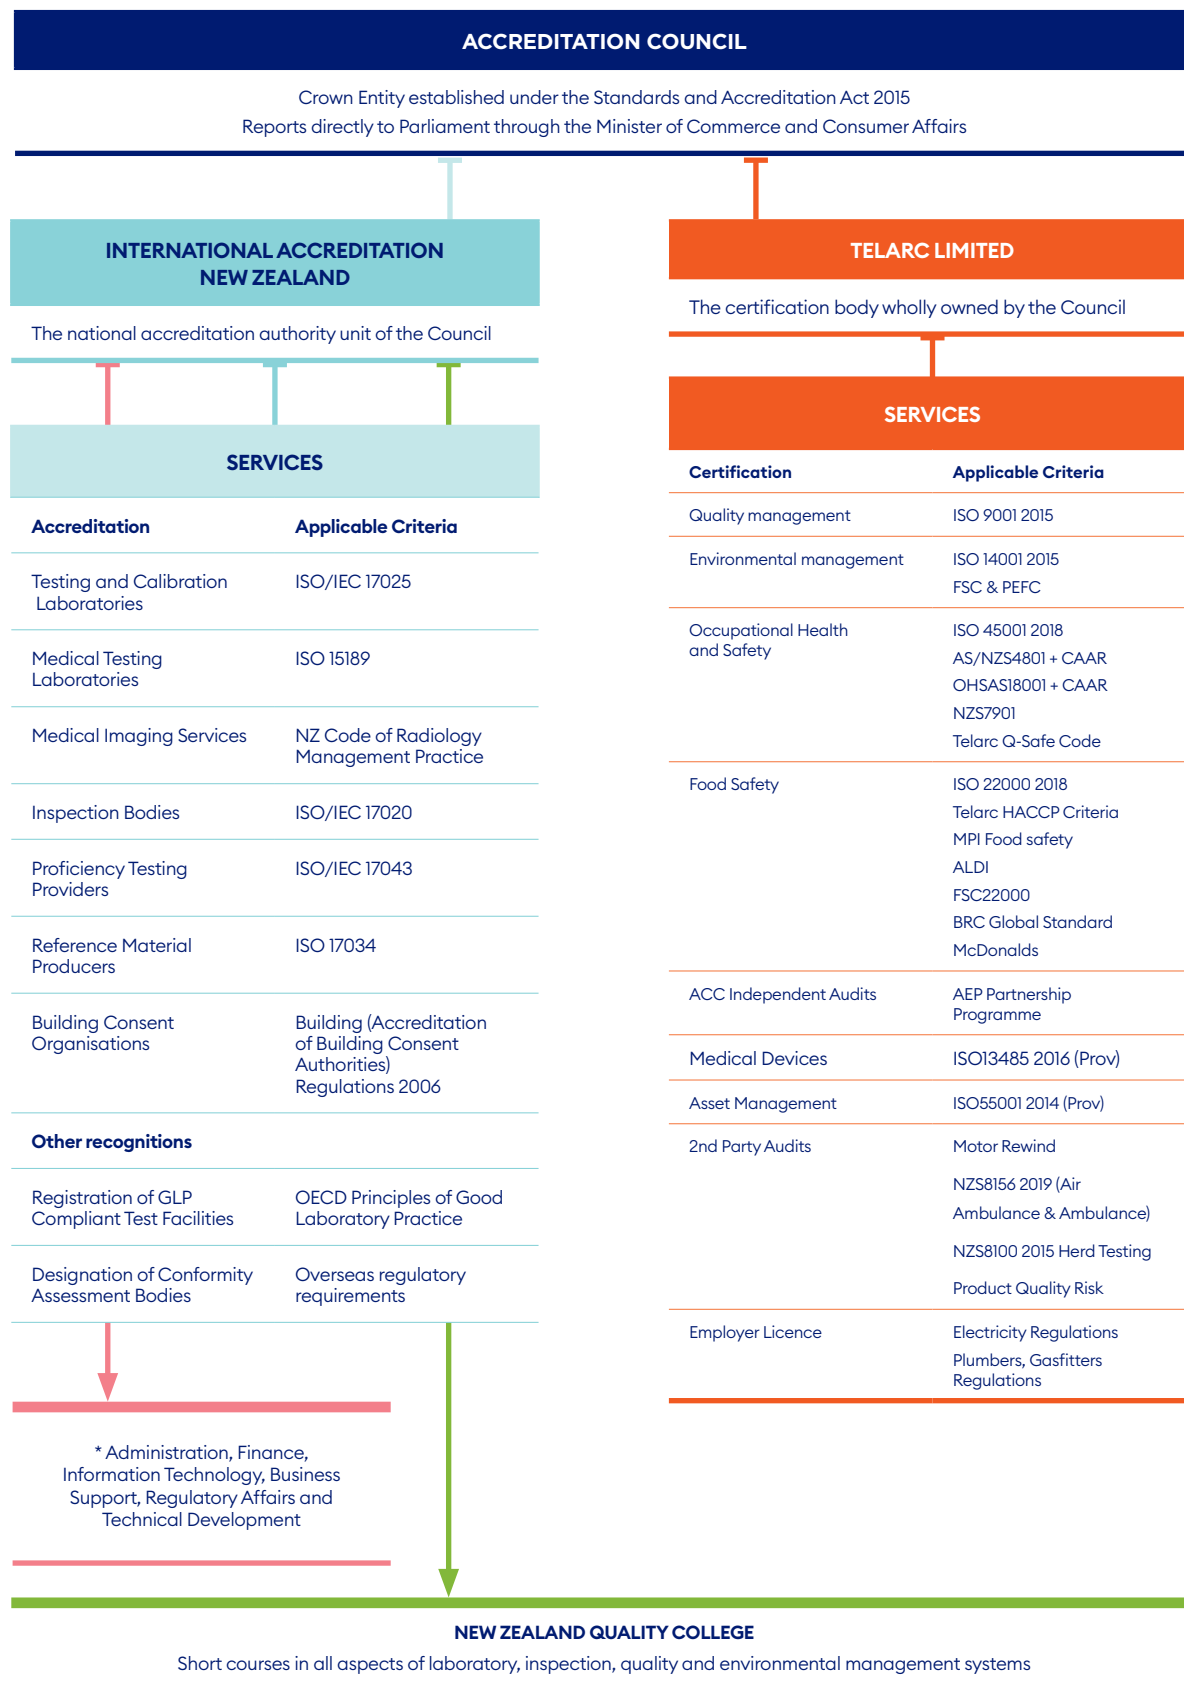 ACCREDITATION COUNCIL
Crown Entity established under the Standards and Accreditation Act 2015
Reports directly to Parliament through the Minister of Commerce and Consumer Affairs
INTERNATIONAL ACCREDITATION
NEW ZEALAND
The national accreditation authority unit of the Council
SERVICES
Accreditation
Applicable Criteria
Testing and Calibration
Laboratories
ISO/IEC 17025
Medical Testing
Laboratories
ISO 15189
Medical Imaging Services
NZ Code of Radiology
Management Practice
Inspection Bodies
ISO/IEC 17020
Proficiency Testing
Providers
ISO/IEC 17043
Reference Material
Producers
ISO 17034
Building Consent
Organisations
Building (Accreditation
of Building Consent
Authorities)
Regulations 2006
Other recognitions
Registration of GLP
Compliant Test Facilities
OECD Principles of Good
Laboratory Practice
Designation of Conformity
Assessment Bodies
Overseas regulatory
requirements
* Administration, Finance,
Information Technology, Business
Support, Regulatory Affairs and
Technical Development
TELARC LIMITED
The certification body wholly owned by the Council
SERVICES
Certification
Applicable Criteria
Quality management
ISO 9001 2015
Environmental management
ISO 14001 2015
FSC & PEFC
Occupational Health
and Safety
ISO 45001 2018
AS/NZS4801 + CAAR
OHSAS18001 + CAAR
NZS7901
Telarc Q-Safe Code
Food Safety
ISO 22000 2018
Telarc HACCP Criteria
MPI Food safety
ALDI
FSC22000
BRC Global Standard
McDonalds
ACC Independent Audits
AEP Partnership
Programme
Medical Devices
ISO13485 2016 (Prov)
Asset Management
ISO55001 2014 (Prov)
2nd Party Audits
Motor Rewind
NZS8156 2019 (Air
Ambulance & Ambulance)
NZS8100 2015 Herd Testing
Product Quality Risk
Employer Licence
Electricity Regulations
Plumbers, Gasfitters
Regulations
NEW ZEALAND QUALITY COLLEGE
Short courses in all aspects of laboratory, inspection, quality and environmental management systems